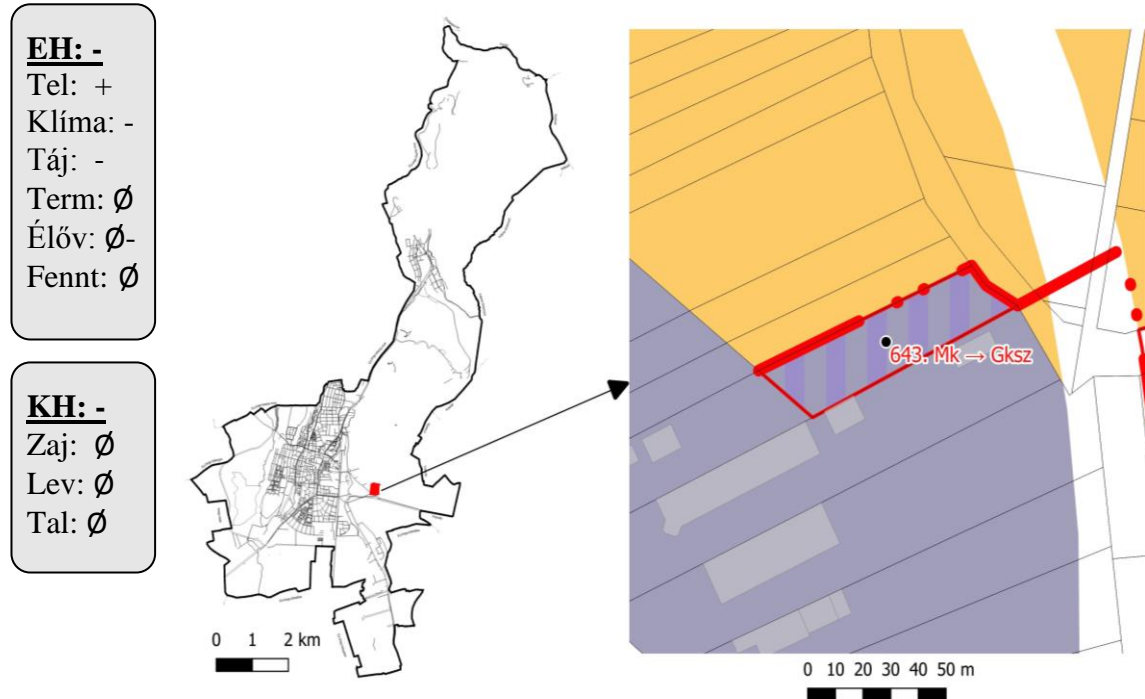 EH: -
Tel: +
Klíma: -
Táj: -
Term: Ø
Élőv: Ø-
Fennt: Ø
KH: -
Zaj: Ø
Lev: Ø
Tal: Ø
0 1 2 km
643. Mk → Gksz
0 10 20 30 40 50 m